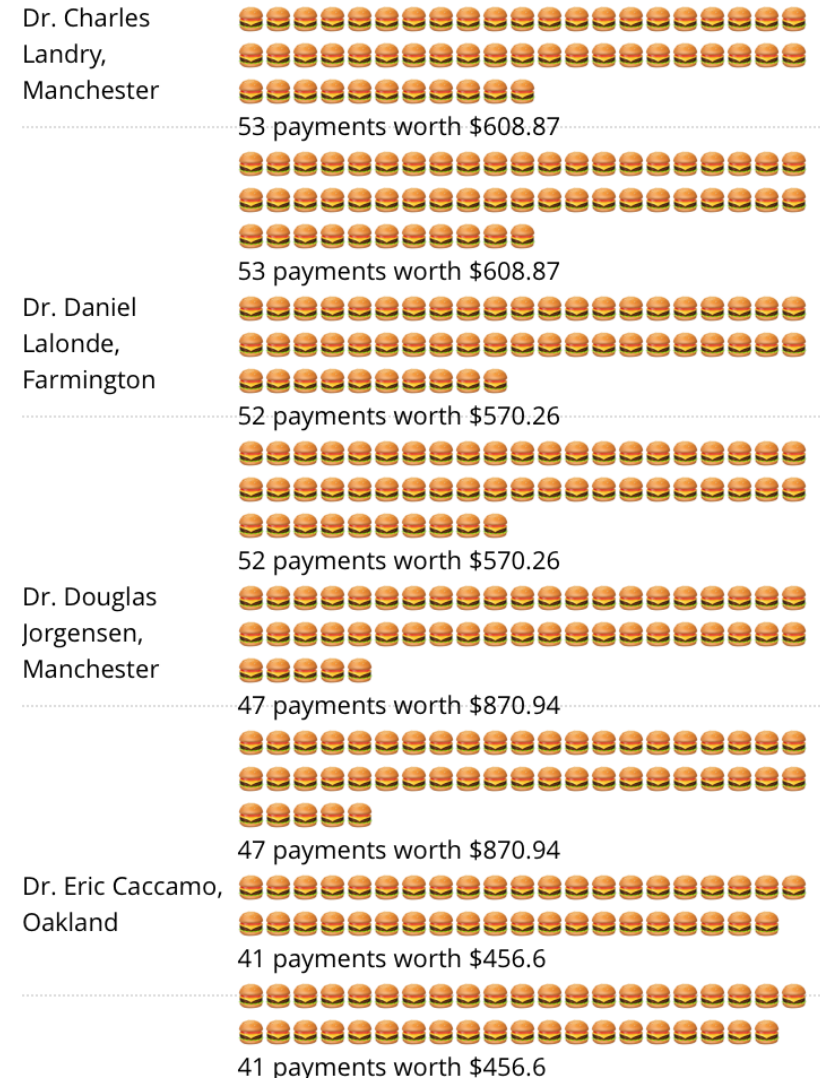 Dr. Charles
Landry,
Manchester
53 payments worth $608.87
53 payments worth $608.87
Dr. Daniel
Lalonde,
Farmington
52 payments worth $570.26
52 payments worth $570.26
Dr. Douglas
Jorgensen,
Manchester
47 payments worth $870.94
47 payments worth $870.94
Dr. Eric Caccamo,
Oakland
41 payments worth $456.6
41 payments worth $456.6